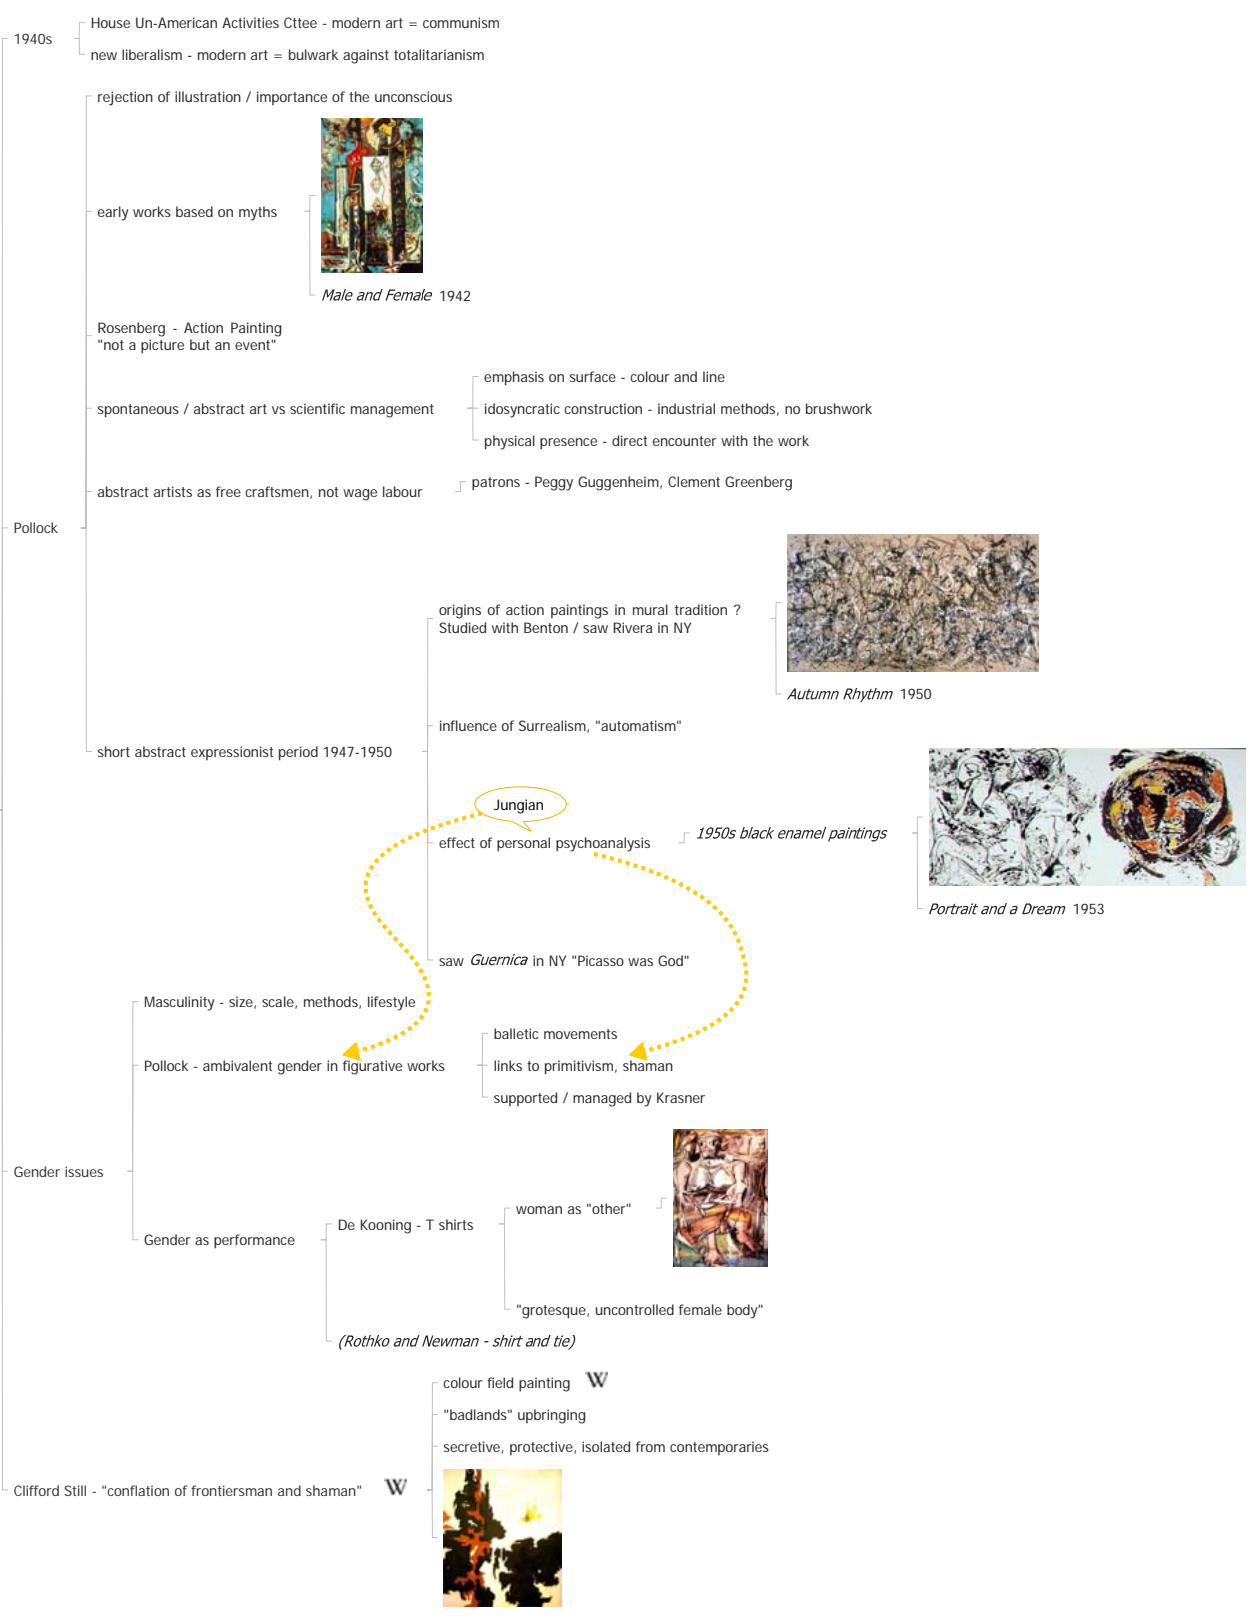 House Un-American Activities Cttee - modern art = communism
1940s
new liberalism - modern art = bulwark against totalitarianism
rejection of illustration / importance of the unconscious
early works based on myths
Male and Female 1942
Rosenberg - Action Painting
"not a picture but an event"
emphasis on surface - colour and line
spontaneous / abstract art vs scientific management
idosyncratic construction - industrial methods, no brushwork
physical presence - direct encounter with the work
abstract artists as free craftsmen, not wage labour
patrons - Peggy Guggenheim, Clement Greenberg
Pollock
origins of action paintings in mural tradition ?
Studied with Benton / saw Rivera in NY
Autumn Rhythm 1950
influence of Surrealism, "automatism"
short abstract expressionist period 1947-1950
Jungian
effect of personal psychoanalysis
1950s black enamel paintings
Portrait and a Dream 1953
saw Guernica in NY "Picasso was God"
Masculinity - size, scale, methods, lifestyle
balletic movements
Pollock - ambivalent gender in figurative works
links to primitivism, shaman
supported / managed by Krasner
Gender issues
woman as "other"
De Kooning - T shirts
Gender as performance
"grotesque, uncontrolled female body"
(Rothko and Newman - shirt and tie)
colour field painting W
"badlands" upbringing
secretive, protective, isolated from contemporaries
Clifford Still - "conflation of frontiersman and shaman" W